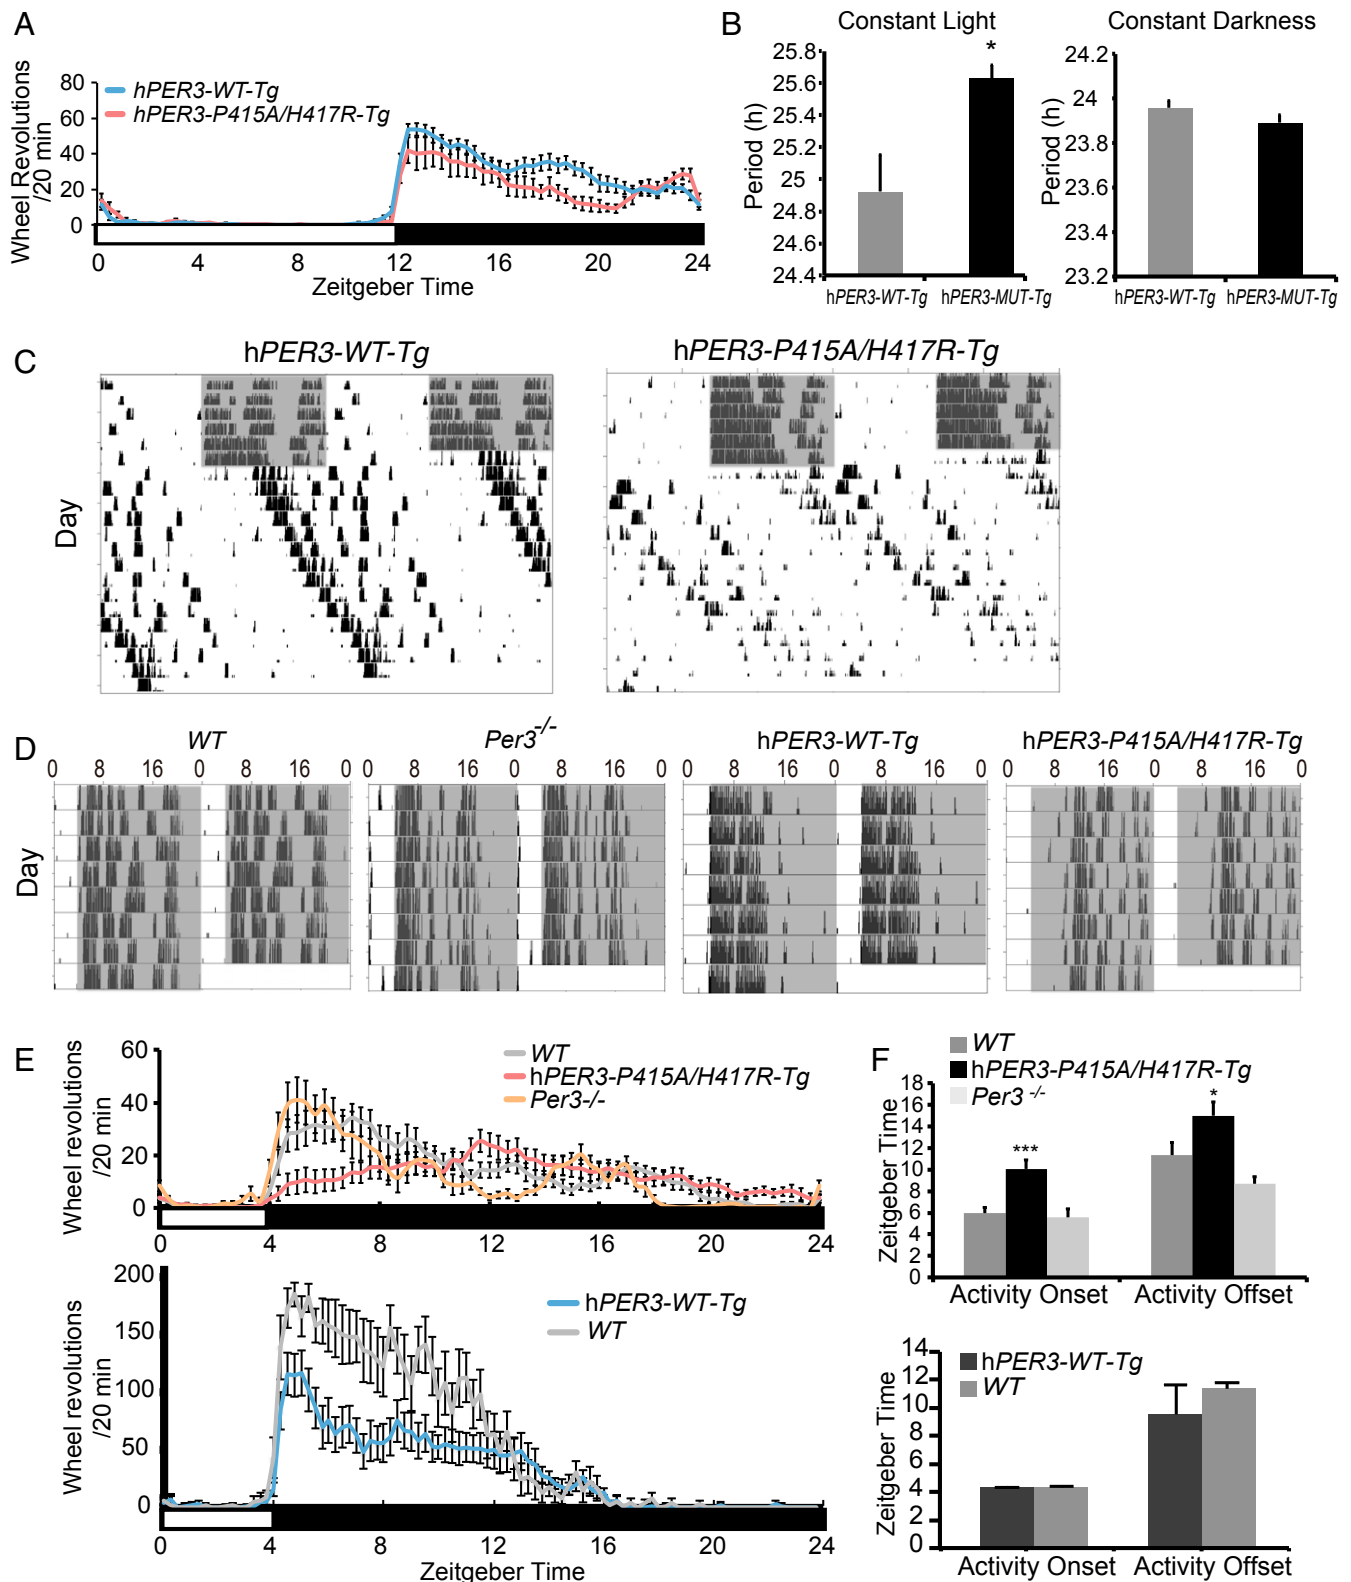 A
Wheel Revolutions
/20 min
80
60
40
20
0
hPER3-WT-Tg
hPER3-P415A/H417R-Tg
0 4 8 12 16 20 24
Zeitgeber Time
B
Constant Light
Period (h)
25.8
25.6
25.4
25.2
25
24.8
24.6
24.4
*
hPER3-WT-Tg hPER3-MUT-Tg
Constant Darkness
Period (h)
24.2
24
23.8
23.6
23.4
23.2
hPER3-WT-Tg hPER3-MUT-Tg
C
hPER3-WT-Tg hPER3-P415A/H417R-Tg
Day
D
WT Per3-/- hPER3-WT-Tg hPER3-P415A/H417R-Tg
0 8 16 0 8 16 0 0 8 16 0 8 16 0 0 8 16 0 8 16 0 0 8 16 0 8 16 0
Day
E
Wheel revolutions
/20 min
60
40
20
0
WT
hPER3-P415A/H417R-Tg
Per3-/-
0 4 8 12 16 20 24
Wheel revolutions
/20 min
200
150
100
50
0
hPER3-WT-Tg
WT
0 4 8 12 16 20 24
Zeitgeber Time
F
WT
hPER3-P415A/H417R-Tg
Per3 -/-
Zeitgeber Time
18
16
14
12
10
8
6
4
2
0
***
*
Activity Onset Activity Offset
Zeitgeber Time
14
12
10
8
6
4
2
0
hPER3-WT-Tg
WT
Activity Onset Activity Offset